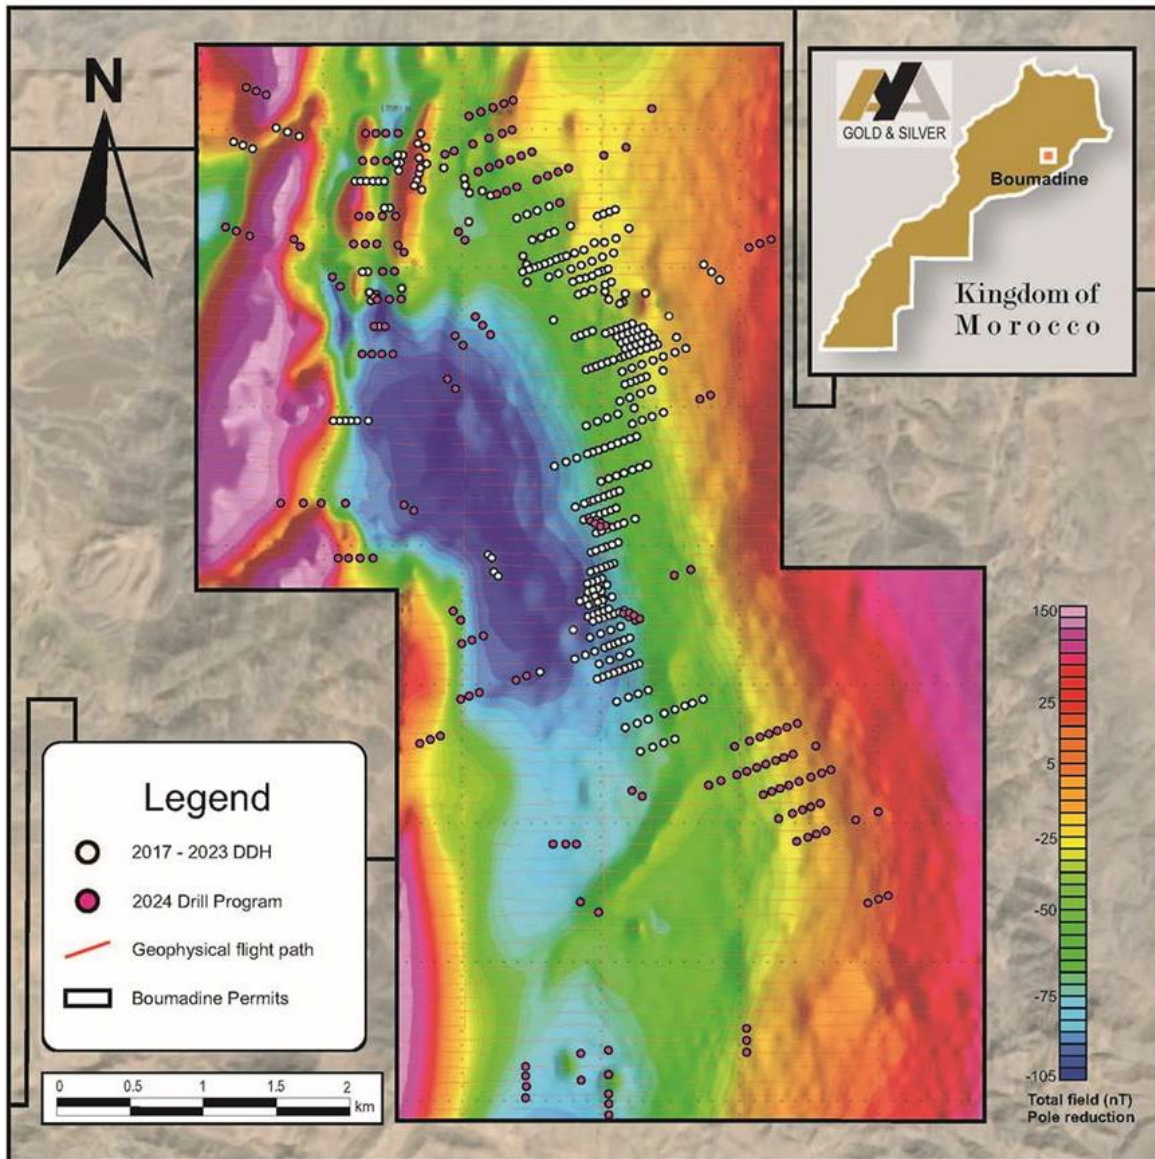 N
GOLD & SILVER
Boumadine
Kingdom of
Morocco
Legend
2017 - 2023 DDH
2024 Drill Program
Geophysical flight path
Boumadine Permits
0 0.5 1 1.5 2
km
150
25
5
-25
-50
-75
-105
Total field (nT)
Pole reduction